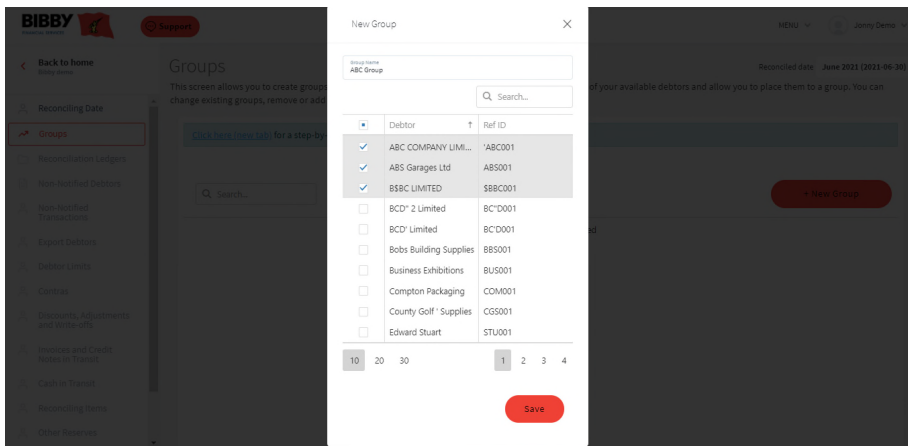 BIBBY
FINANCIAL SERVICES
Support
MENU
Jonny Demo
Back to home
Bibby demo
Reconciling Date
Groups
Reconciliation Ledgers
Non-Notified Debtors
Non-Notified
Transactions
Export Debtors
Debtor Limits
Contras
Discounts, Adjustments
and Write-offs
Invoices and Credit
Notes in Transit
Cash in Transit
Reconciling Items
Other Reserves
Groups
Reconciled date June 2021 (2021-06-30)
This screen allows you to create groups
of your available debtors and allow you to place them to a group. You can
change existing groups, remove or add
Click here (new tab) for a step-by-
Search...
+ New Group
ed
New Group
Group name
ABC Group
Search...
Debtor ↑ Ref ID
ABC COMPANY LIMI... 'ABC001
ABS Garages Ltd ABS001
B$BC LIMITED $BBC001
BCD" 2 Limited BC"D001
BCD' Limited BC'D001
Bobs Building Supplies BBS001
Business Exhibitions BUS001
Compton Packaging COM001
County Golf ' Supplies CGS001
Edward Stuart STU001
10 20 30 1 2 3 4
Save